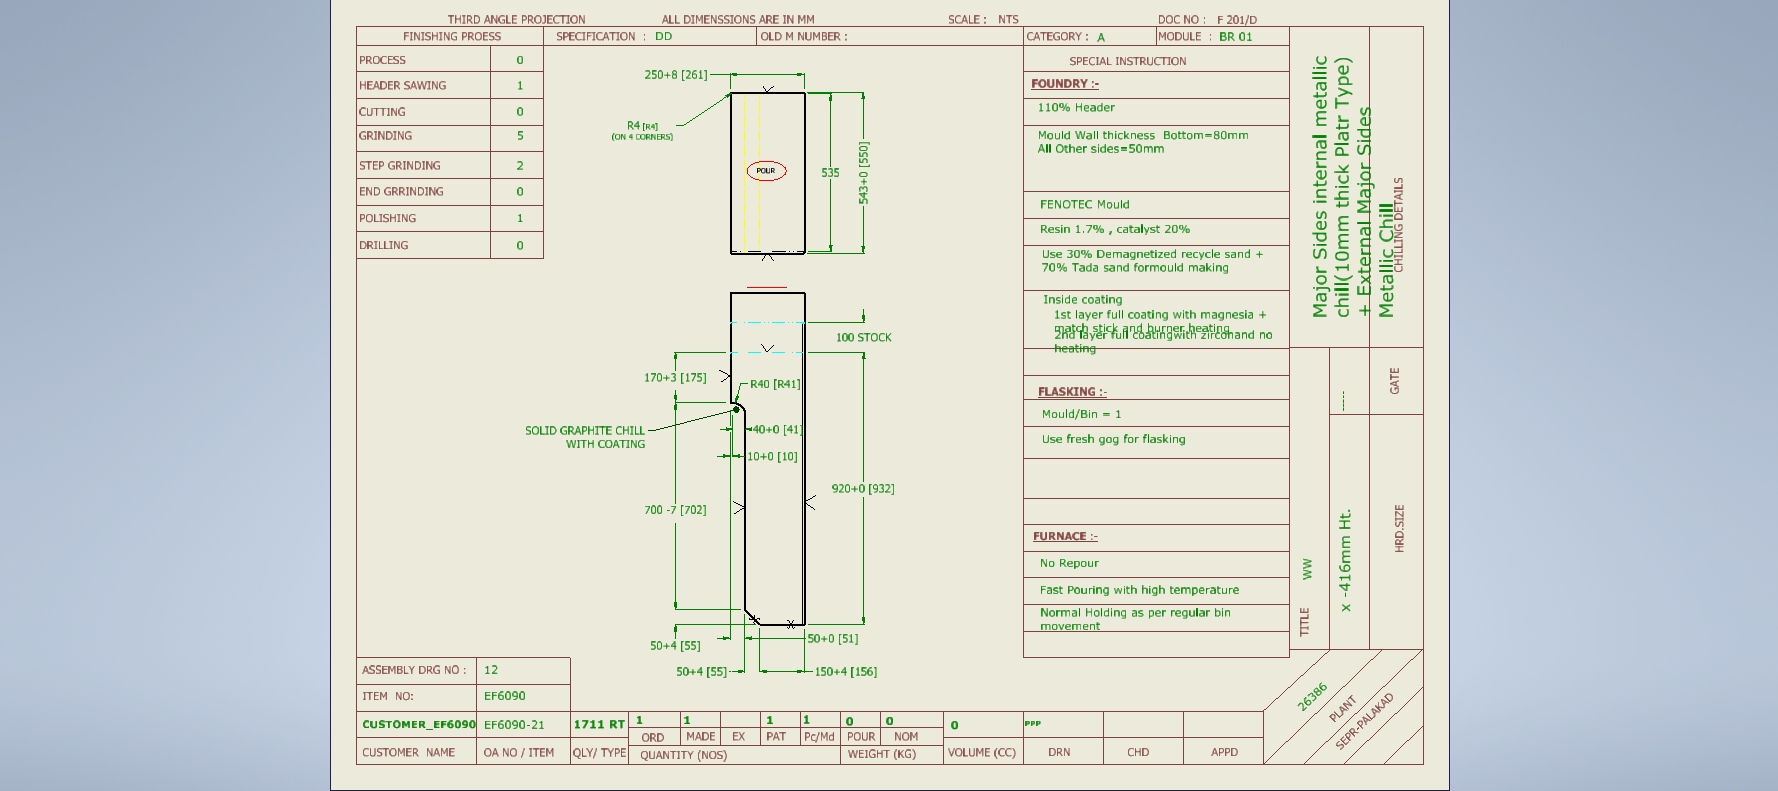 THIRD ANGLE PROJECTION
ALL DIMENSSIONS ARE IN MM
SCALE : NTS
DOC NO : F 201/D
FINISHING PROESS
SPECIFICATION : DD
OLD M NUMBER :
CATEGORY : A
MODULE : BR 01
PROCESS 0
HEADER SAWING 1
CUTTING 0
GRINDING 5
STEP GRINDING 2
END GRRINDING 0
POLISHING 1
DRILLING 0
250+8 [261]
R4 [R4]
(ON 4 CORNERS)
POUR
535
543+0 [550]
100 STOCK
170+3 [175]
R40 [R41]
SOLID GRAPHITE CHILL
WITH COATING
40+0 [41]
10+0 [10]
920+0 [932]
700 -7 [702]
50+4 [55]
50+0 [51]
50+4 [55]
150+4 [156]
SPECIAL INSTRUCTION
FOUNDRY :-
110% Header
Mould Wall thickness Bottom=80mm
All Other sides=50mm
FENOTEC Mould
Resin 1.7% , catalyst 20%
Use 30% Demagnetized recycle sand +
70% Tada sand formould making
Inside coating
1st layer full coating with magnesia +
match stick and burner heating
2nd layer full coatingwith zirconand no
heating
FLASKING :-
Mould/Bin = 1
Use fresh gog for flasking
FURNACE :-
No Repour
Fast Pouring with high temperature
Normal Holding as per regular bin
movement
Major Sides internal metallic
chill(10mm thick Platr Type)
+ External Major Sides
Metallic Chill
CHILLING DETAILS
-----
GATE
x -416mm Ht.
HRD.SIZE
TITLE WW
26386
PLANT
SEPR-PALAKAD
ASSEMBLY DRG NO : 12
ITEM NO: EF6090
CUSTOMER_EF6090 EF6090-21 1711 RT 1 1 1 1 0 0 0 PPP
ORD MADE EX PAT Pc/Md POUR NOM
CUSTOMER NAME OA NO / ITEM QLY/ TYPE QUANTITY (NOS) WEIGHT (KG) VOLUME (CC) DRN CHD APPD